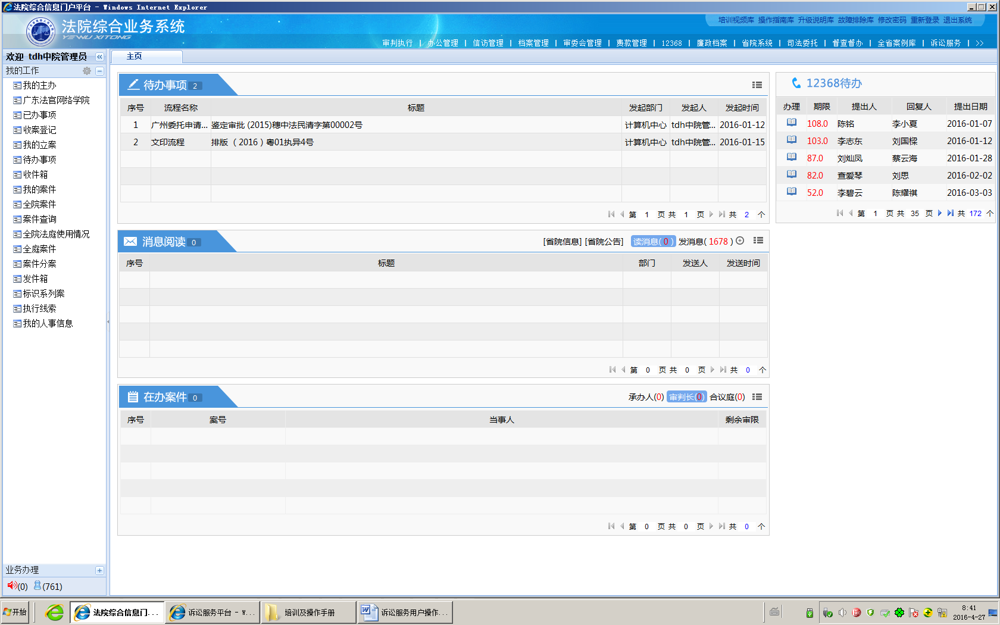 法院综合信息门户平台 - Windows Internet Explorer
法院综合业务系统
YEWU XITONG
培训视频库 操作指南库 升级说明库 故障排除库 修改密码 重新登录 退出系统
审判执行 | 办公管理 | 信访管理 | 档案管理 | 审委会管理 | 费款管理 | 12368 | 廉政档案 | 省院系统 | 司法委托 | 督查督办 | 全省案例库 | 诉讼服务 | >>
欢迎 tdh中院管理员
主页
我的工作
我的主办
广东法官网络学院
已办事项
收案登记
我的立案
待办事项
收件箱
我的案件
全院案件
案件查询
全院法庭使用情况
全庭案件
案件分案
发件箱
标识系列案
执行线索
我的人事信息
业务办理
(0) (761)
待办事项 2
序号 流程名称 标题 发起部门 发起人 发起时间
1 广州委托申请... 鉴定审批 (2015)穗中法民清字第00002号 计算机中心 tdh中院管... 2016-01-12
2 文印流程 排版 （2016）粤01执异4号 计算机中心 tdh中院管... 2016-01-15
第 1 页 共 1 页 共 2 个
消息阅读 0
[省院信息] [省院公告] 读消息( 0 ) 发消息( 1678 )
序号 标题 部门 发送人 发送时间
第 0 页 共 0 页 共 0 个
在办案件 0
承办人(0) 审判长(0) 合议庭(0)
序号 案号 当事人 剩余审限
第 0 页 共 0 页 共 0 个
12368待办
办理 期限 提出人 回复人 提出日期
108.0 陈铭 李小夏 2016-01-07
103.0 李志东 刘国樑 2016-01-12
87.0 刘灿凤 蔡云海 2016-01-28
82.0 查爱琴 刘思 2016-02-02
52.0 李碧云 陈耀祺 2016-03-03
第 1 页 共 35 页 共 172 个
开始
法院综合信息门...
诉讼服务平台 - W...
培训及操作手册
诉讼服务用户操作...
8:41
2016-4-27